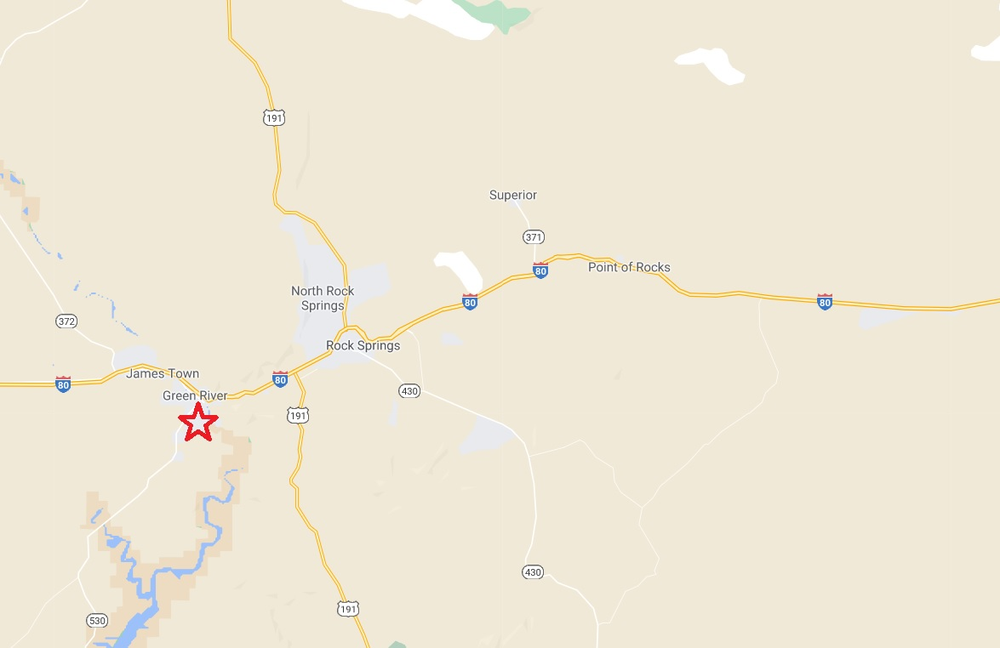 191
Superior
371
80
Point of Rocks
North Rock
Springs
80
80
372
Rock Springs
James Town
80
80
430
Green River
191
430
191
530